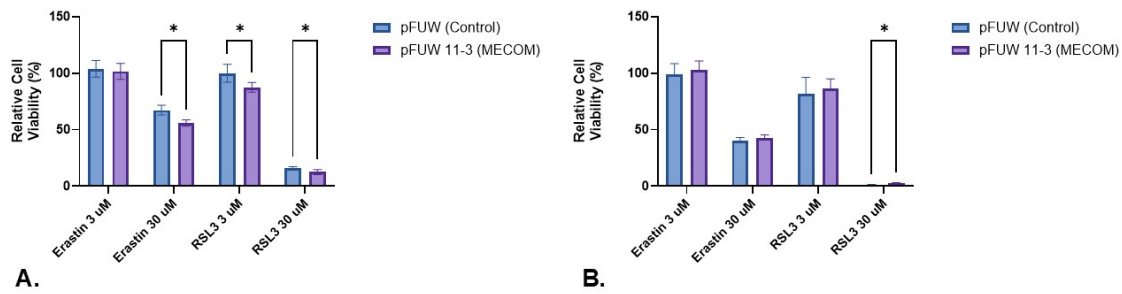 150
100
50
0
Relative Cell
Viability (%)
*
*
*
Erastin 3 uM
Erastin 30 uM
RSL3 3 uM
RSL3 30 uM
pFUW (Control)
pFUW 11-3 (MECOM)
A.
150
100
50
0
Relative Cell
Viability (%)
*
Erastin 3 uM
Erastin 30 uM
RSL3 3 uM
RSL3 30 uM
pFUW (Control)
pFUW 11-3 (MECOM)
B.